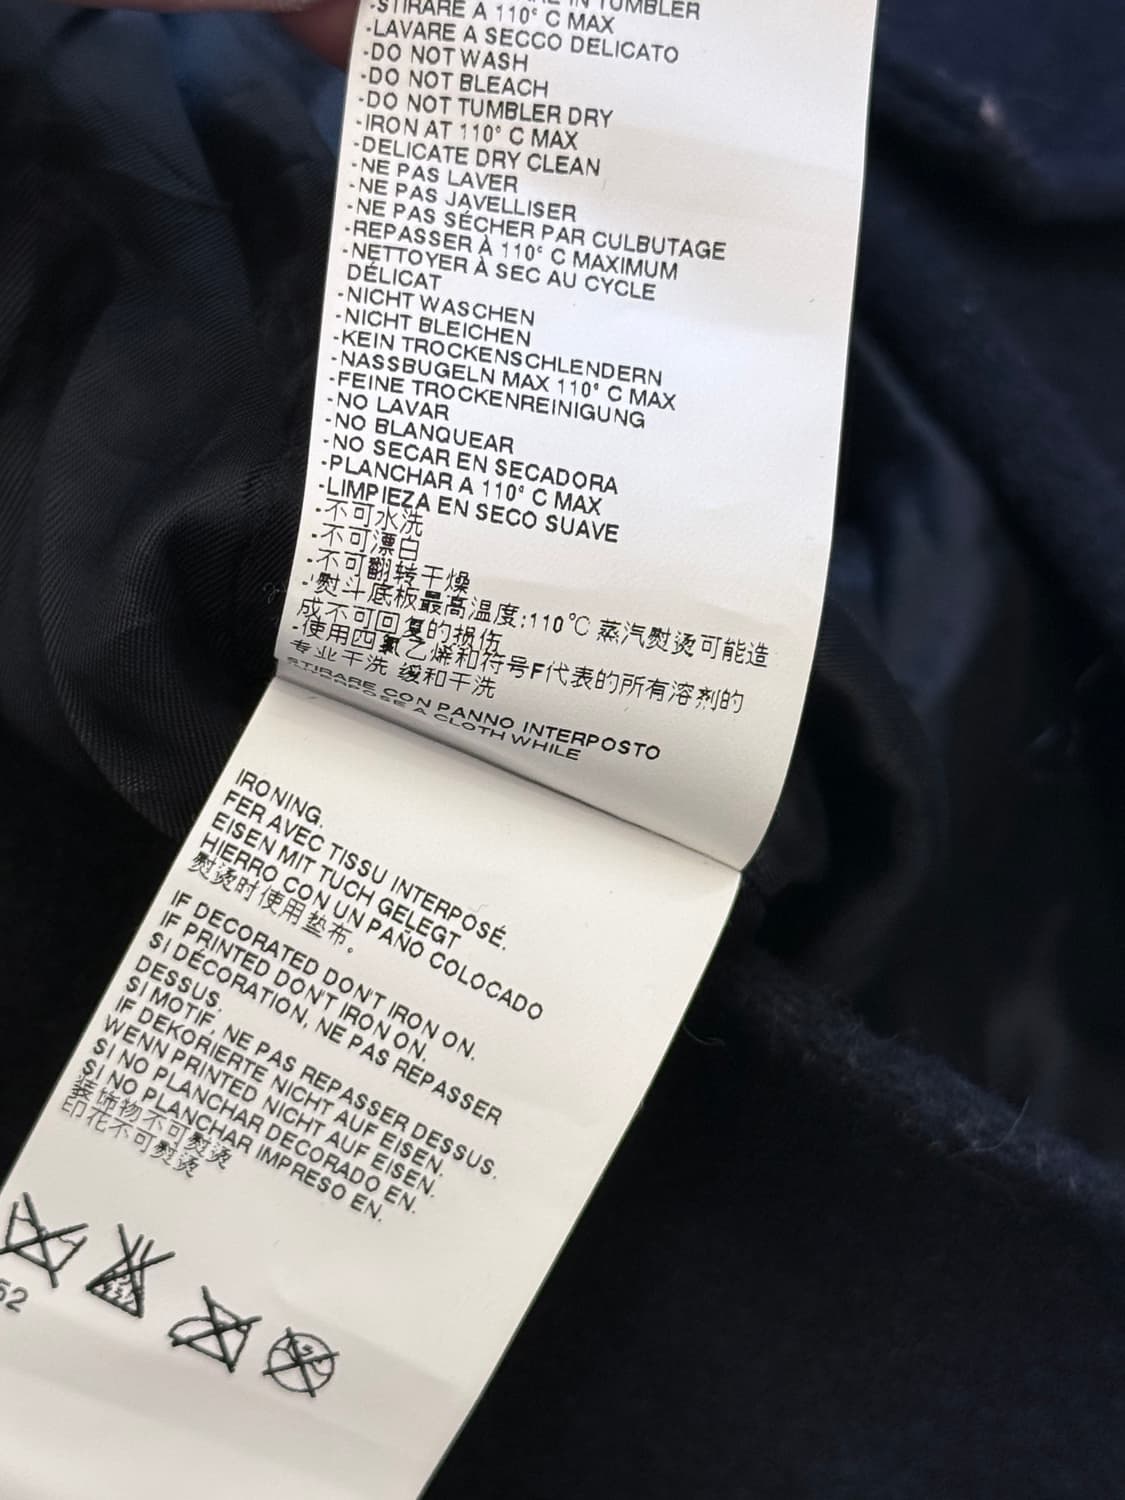 IN TUMBLER
-STIRARE A 110° C MAX
-LAVARE A SECCO DELICATO
-DO NOT WASH
-DO NOT BLEACH
-DO NOT TUMBLER DRY
-IRON AT 110° C MAX
-DELICATE DRY CLEAN
-NE PAS LAVER
-NE PAS JAVELLISER
-NE PAS SÉCHER PAR CULBUTAGE
-REPASSER À 110° C MAXIMUM
-NETTOYER À SEC AU CYCLE
DÉLICAT
-NICHT WASCHEN
-NICHT BLEICHEN
-KEIN TROCKENSCHLENDERN
-NASSBUGELN MAX 110° C MAX
-FEINE TROCKENREINIGUNG
-NO LAVAR
-NO BLANQUEAR
-NO SECAR EN SECADORA
-PLANCHAR A 110° C MAX
-LIMPIEZA EN SECO SUAVE
-不可水洗
-不可漂白
-不可翻转干燥
-熨斗底板最高温度:110℃ 蒸汽熨烫可能造
成不可回复的损伤
-使用四氯乙烯和符号F代表的所有溶剂的
专业干洗 缓和干洗
STIRARE CON PANNO INTERPOSTO
A CLOTH WHILE
IRONING.
FER AVEC TISSU INTERPOSÉ.
EISEN MIT TUCH GELEGT
HIERRO CON UN PAÑO COLOCADO
熨烫时使用垫布。
IF DECORATED DON'T IRON ON.
IF PRINTED DON'T IRON ON.
SI DÉCORATION, NE PAS REPASSER
DESSUS.
SI MOTIF, NE PAS REPASSER DESSUS.
IF DEKORIERTE NICHT AUF EISEN.
WENN PRINTED NICHT AUF EISEN.
SI NO PLANCHAR DECORADO EN.
SI NO PLANCHAR IMPRESO EN.
装饰物不可熨烫
印花不可熨烫
52